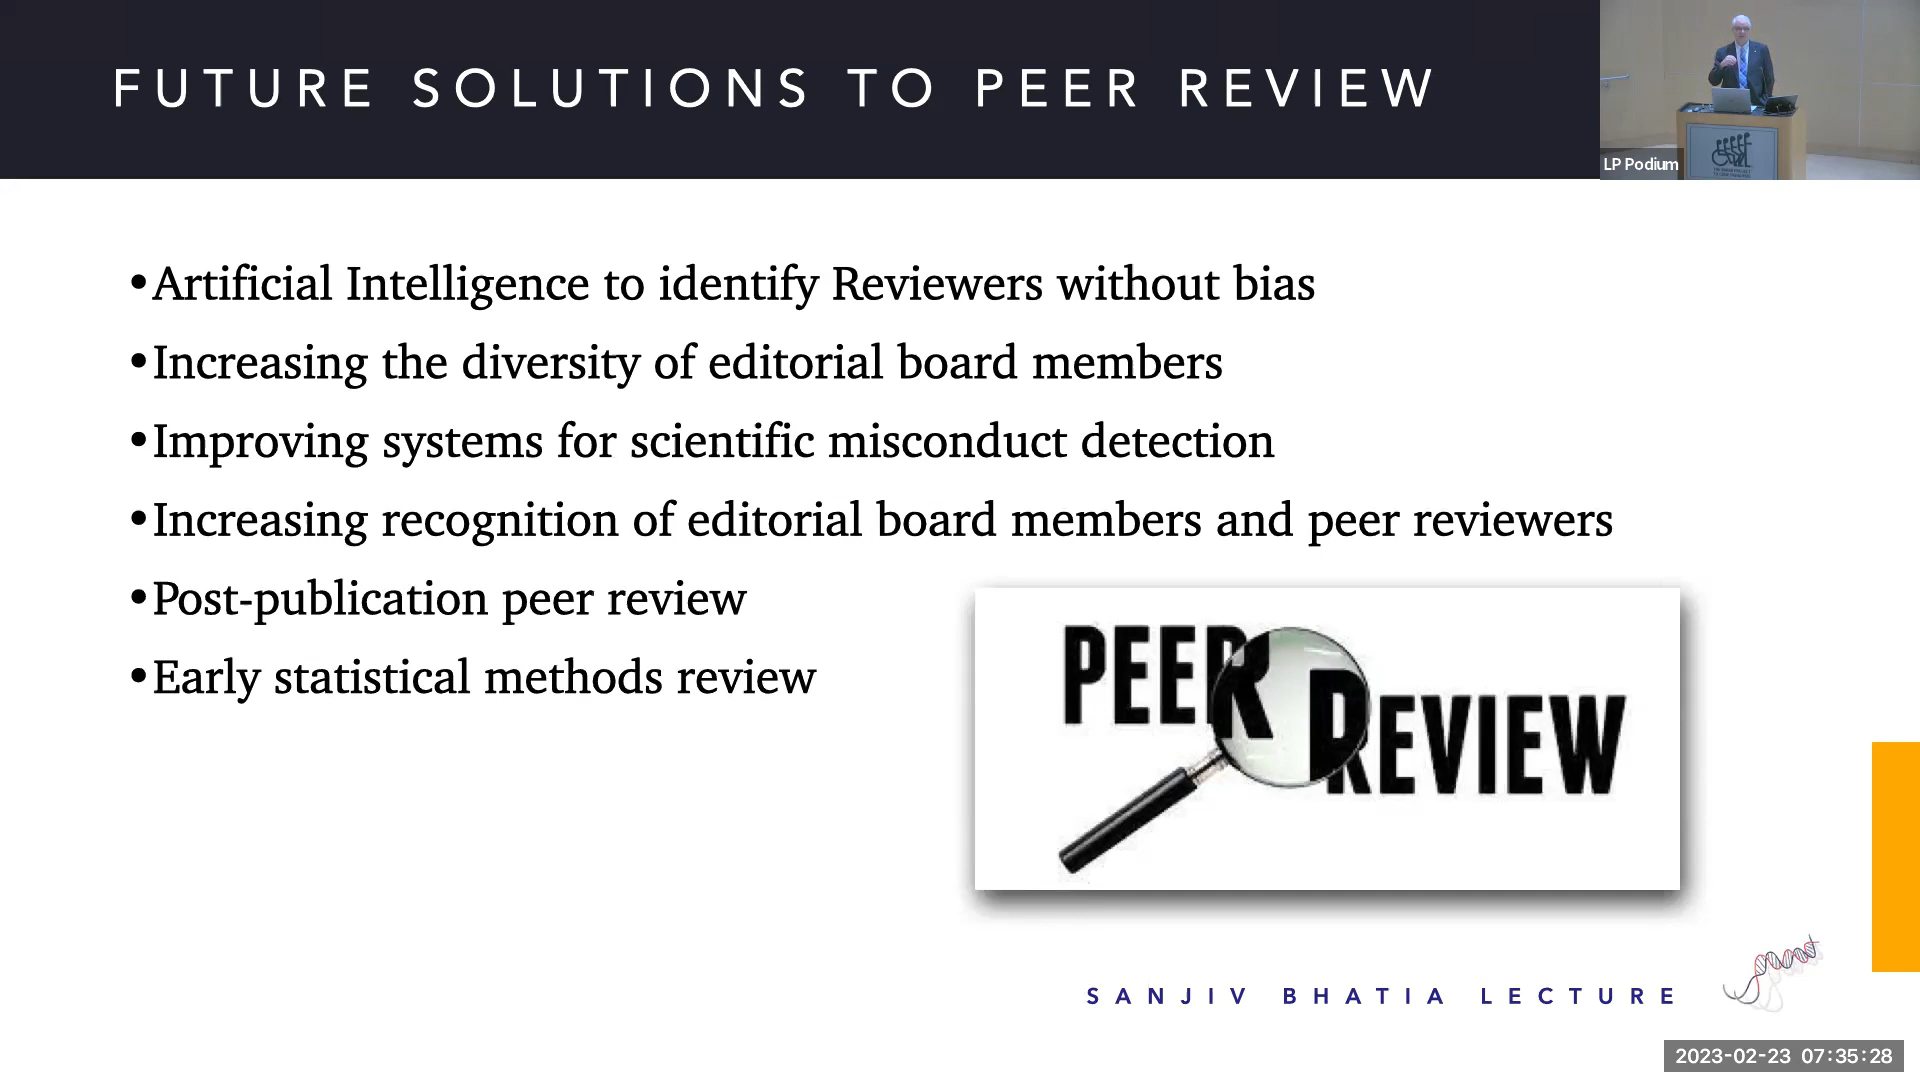 FUTURE SOLUTIONS TO PEER REVIEW
LP Podium
•Artificial Intelligence to identify Reviewers without bias
•Increasing the diversity of editorial board members
•Improving systems for scientific misconduct detection
•Increasing recognition of editorial board members and peer reviewers
•Post-publication peer review
•Early statistical methods review
PEER REVIEW
SANJIV BHATIA LECTURE
2023-02-23 07:35:28